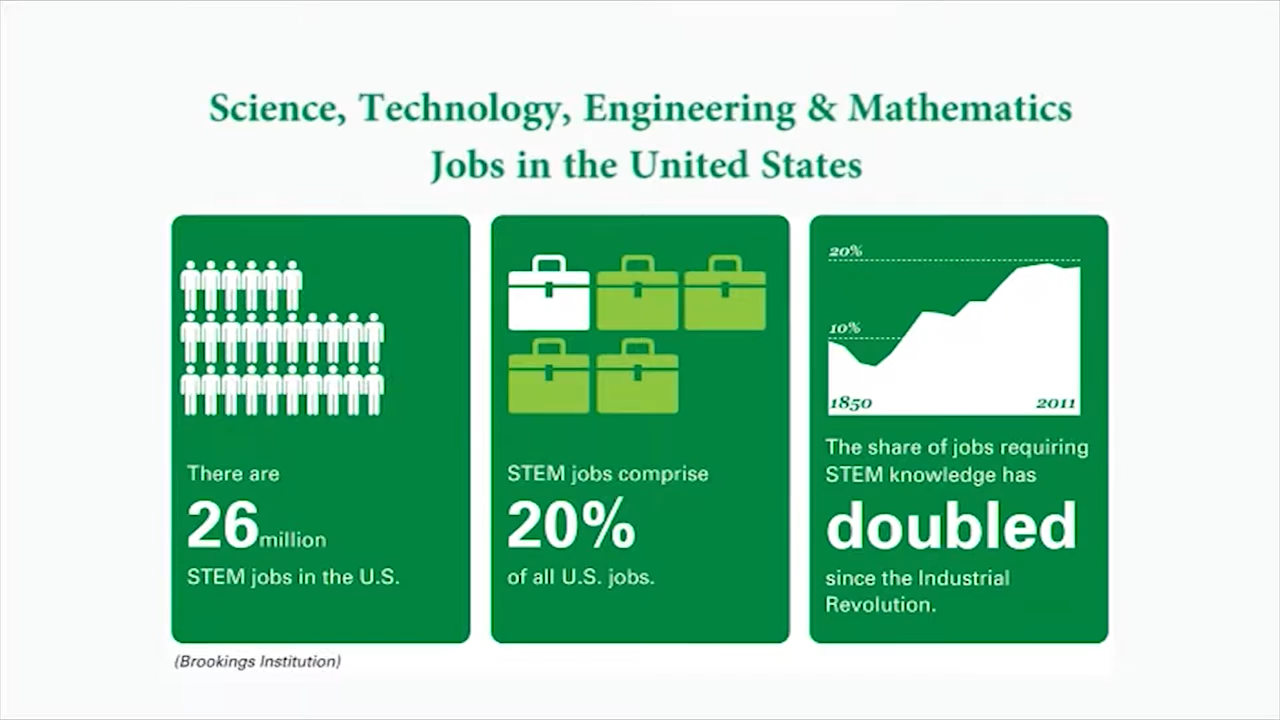 Science, Technology, Engineering & Mathematics
Jobs in the United States
There are
26 million
STEM jobs in the U.S.
STEM jobs comprise
20%
of all U.S. jobs.
20%
10%
1850 2011
The share of jobs requiring
STEM knowledge has
doubled
since the Industrial
Revolution.
(Brookings Institution)